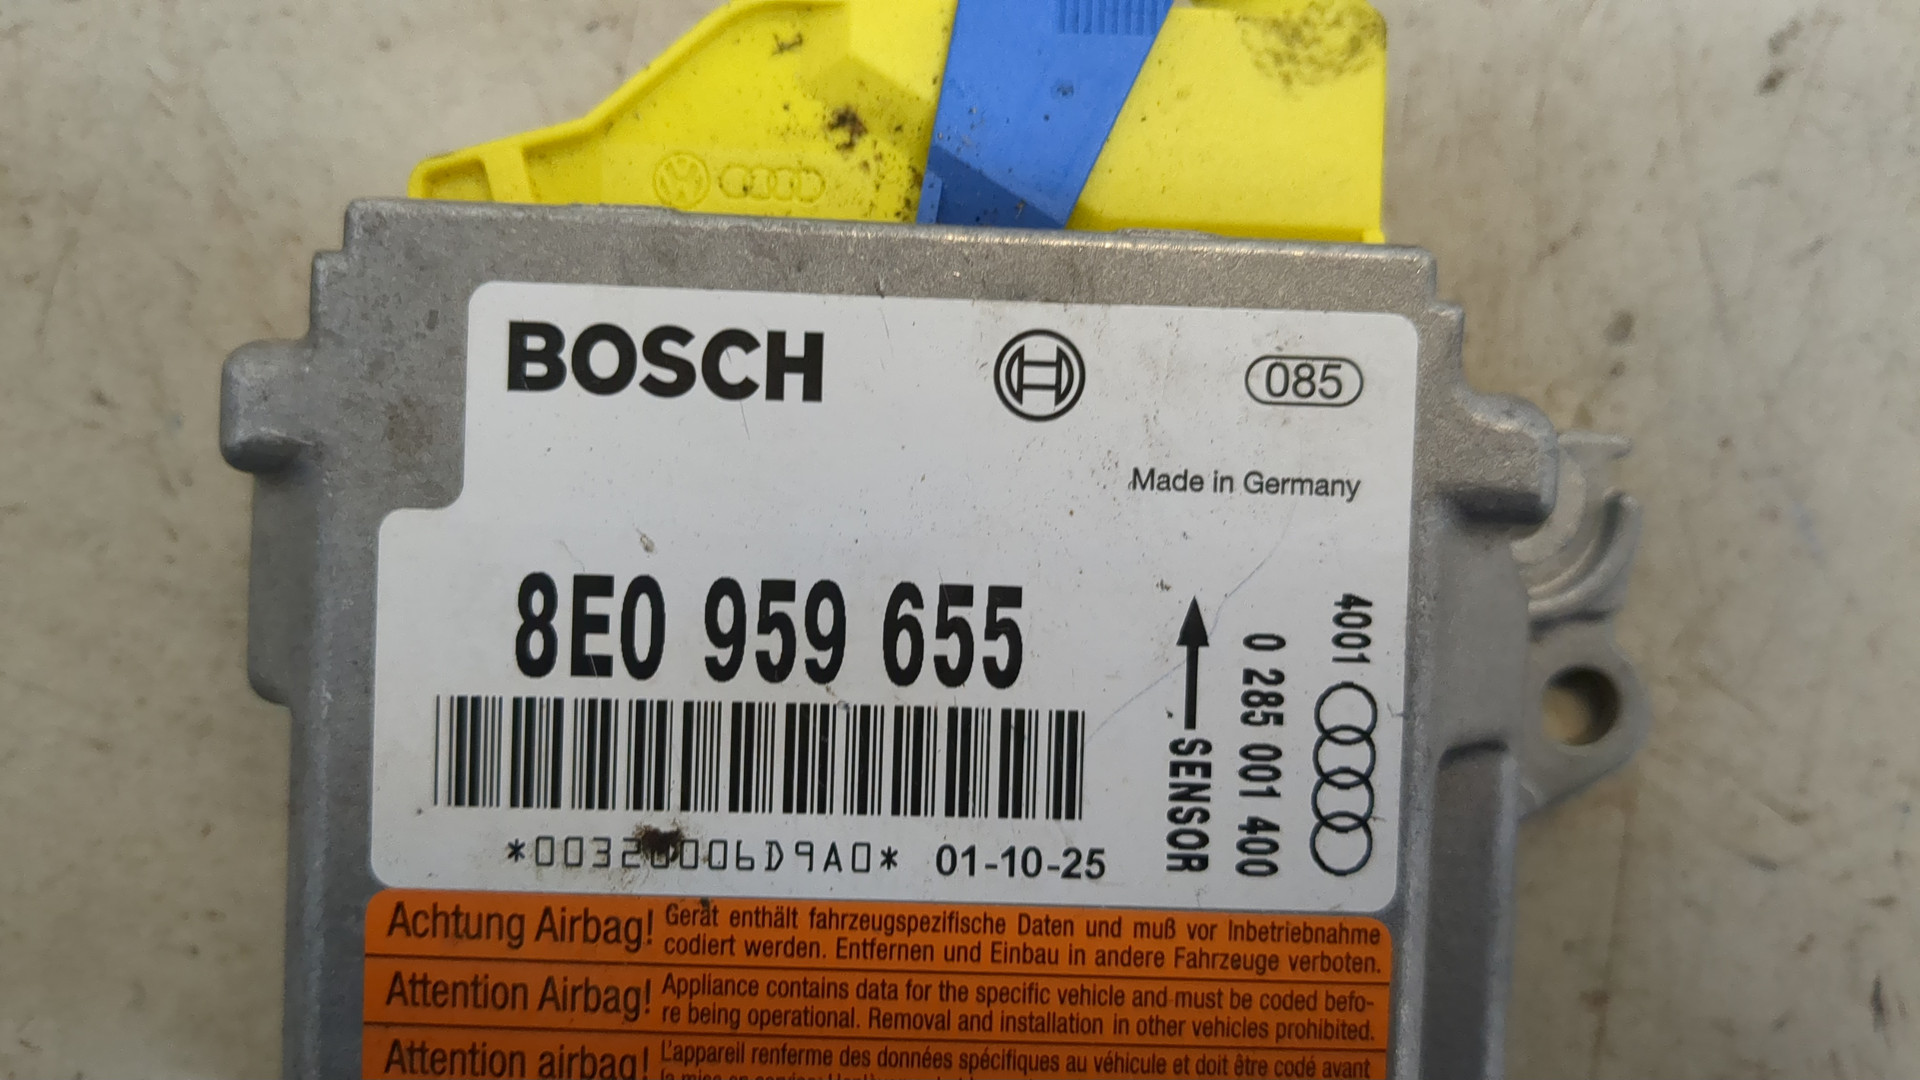 BOSCH
085
Made in Germany
8E0 959 655
SENSOR
0 285 001 400
4001
01-10-25
Achtung Airbag! Gerät enthält fahrzeugspezifische Daten und muß vor Inbetriebnahme
codiert werden. Entfernen und Einbau in andere Fahrzeuge verboten.
Attention Airbag! Appliance contains data for the specific vehicle and must be coded befo-
re being operational. Removal and installation in other vehicles prohibited.
Attention airbag! L'appareil renferme des données spécifiques au véhicule et doit être codé avant